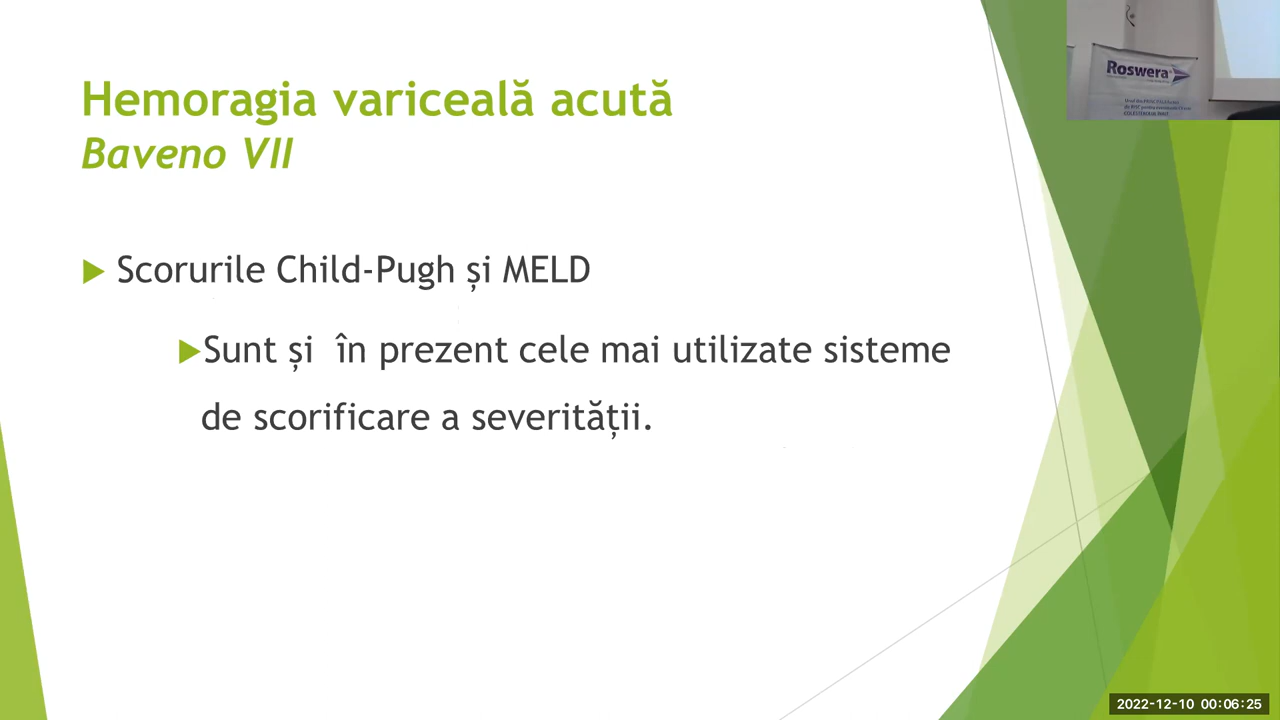 Hemoragia variceală acută
Baveno VII
Scorurile Child-Pugh și MELD
Sunt și în prezent cele mai utilizate sisteme
de scorificare a severității.
Roswera
2022-12-10 00:06:25